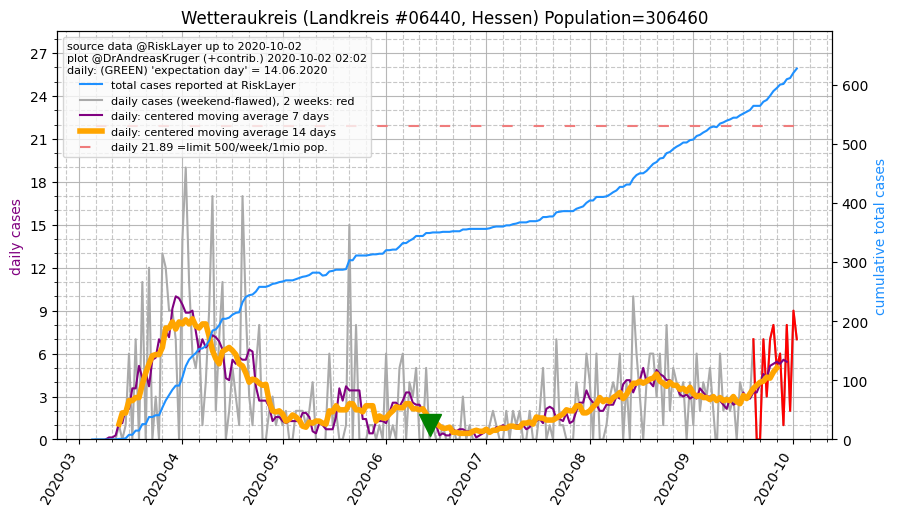 Wetteraukreis (Landkreis #06440, Hessen) Population=306460
source data @RiskLayer up to 2020-10-02
plot @DrAndreasKruger (+contrib.) 2020-10-02 02:02
daily: (GREEN) 'expectation day' = 14.06.2020
total cases reported at RiskLayer
daily cases (weekend-flawed), 2 weeks: red
daily: centered moving average 7 days
daily: centered moving average 14 days
daily 21.89 =limit 500/week/1mio pop.
daily cases
27
24
21
18
15
12
9
6
3
0
cumulative total cases
600
500
400
300
200
100
0
2020-03
2020-04
2020-05
2020-06
2020-07
2020-08
2020-09
2020-10